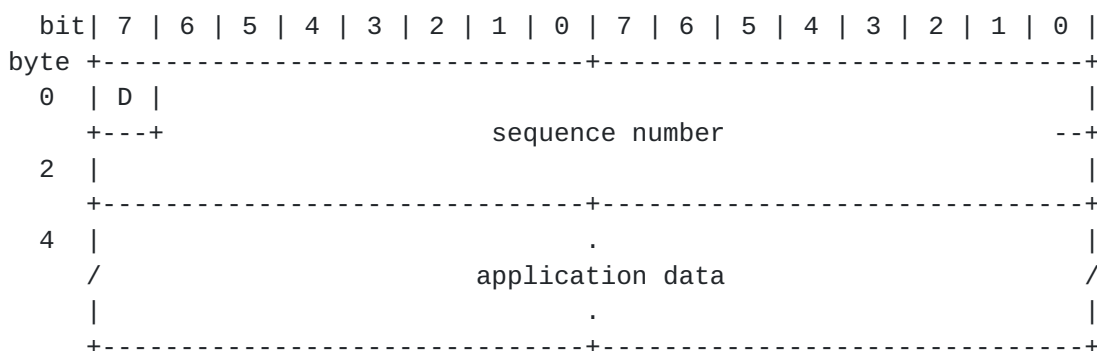 bit| 7 | 6 | 5 | 4 | 3 | 2 | 1 | 0 | 7 | 6 | 5 | 4 | 3 | 2 | 1 | 0 |
byte +-------------------------------+-------------------------------+
  0  | D |                                                           |
     +---+                     sequence number                     --+
  2  |                                                               |
     +-------------------------------+-------------------------------+
  4  |                               .                               |
     /                        application data                       /
     |                               .                               |
     +-------------------------------+-------------------------------+